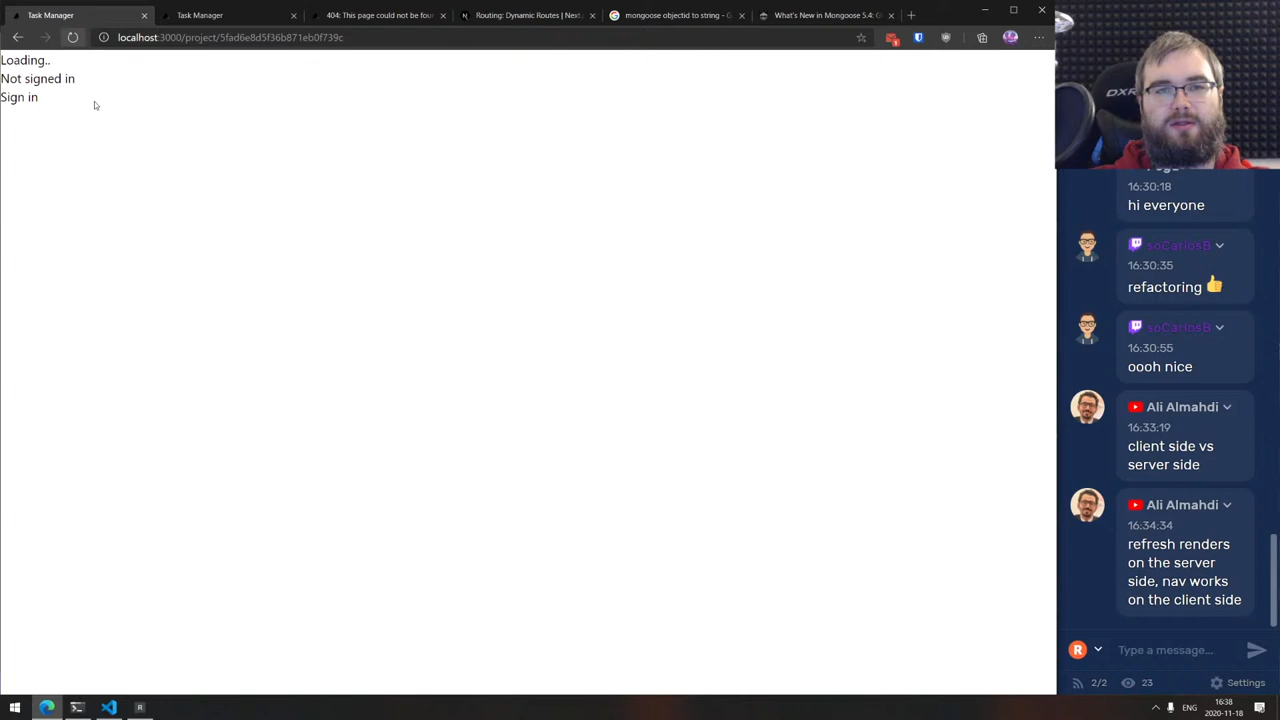 Task Manager
Task Manager
404: This page could not be fou
Routing: Dynamic Routes | Next.
mongoose objectid to string - G
What's New in Mongoose 5.4: Gl
localhost:3000/project/5fad6e8d5f36b871eb0f739c
Loading..
Not signed in
Sign in
DXR
16:30:18
hi everyone
soCarlosB
16:30:35
refactoring 👍
soCarlosB
16:30:55
oooh nice
Ali Almahdi
16:33:19
client side vs
server side
Ali Almahdi
16:34:34
refresh renders
on the server
side, nav works
on the client side
R
Type a message...
2/2
23
Settings
ENG
16:38
2020-11-18